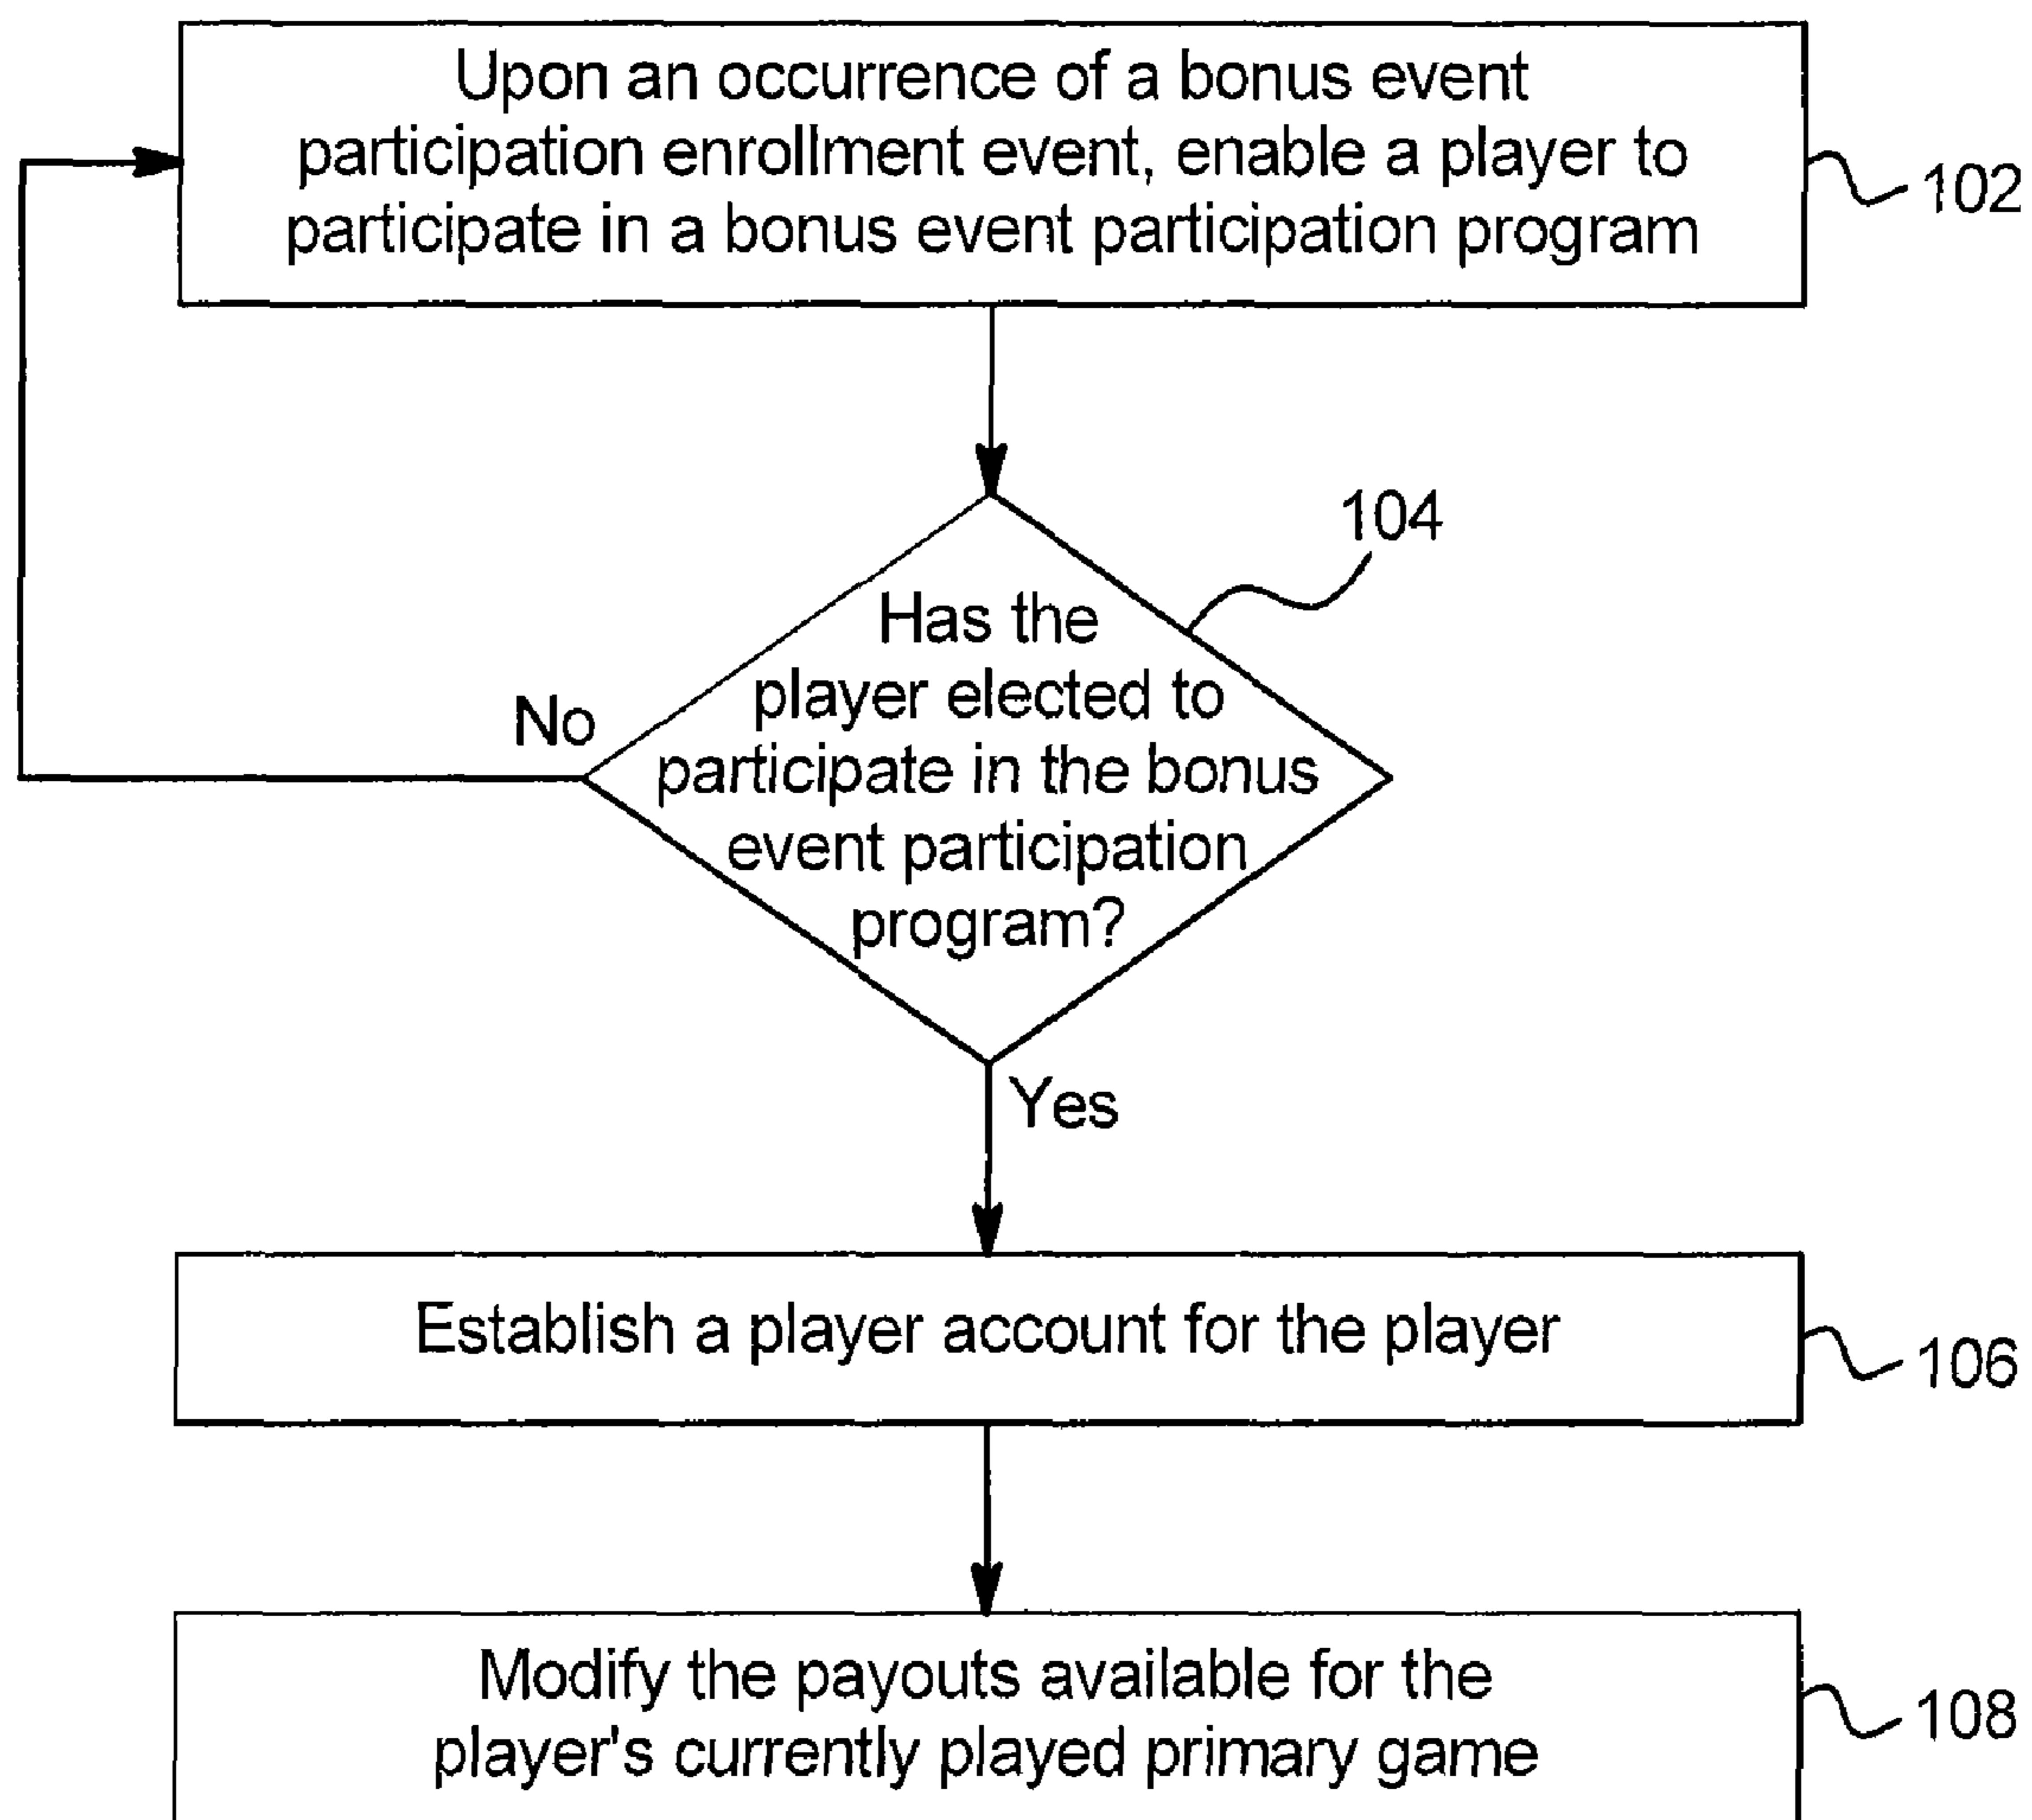 Upon an occurrence of a bonus event
participation enrollment event, enable a player to
participate in a bonus event participation program
102
104
Has the
player elected to
participate in the bonus
event participation
program?
No
Yes
Establish a player account for the player
106
Modify the payouts available for the
player's currently played primary game
108